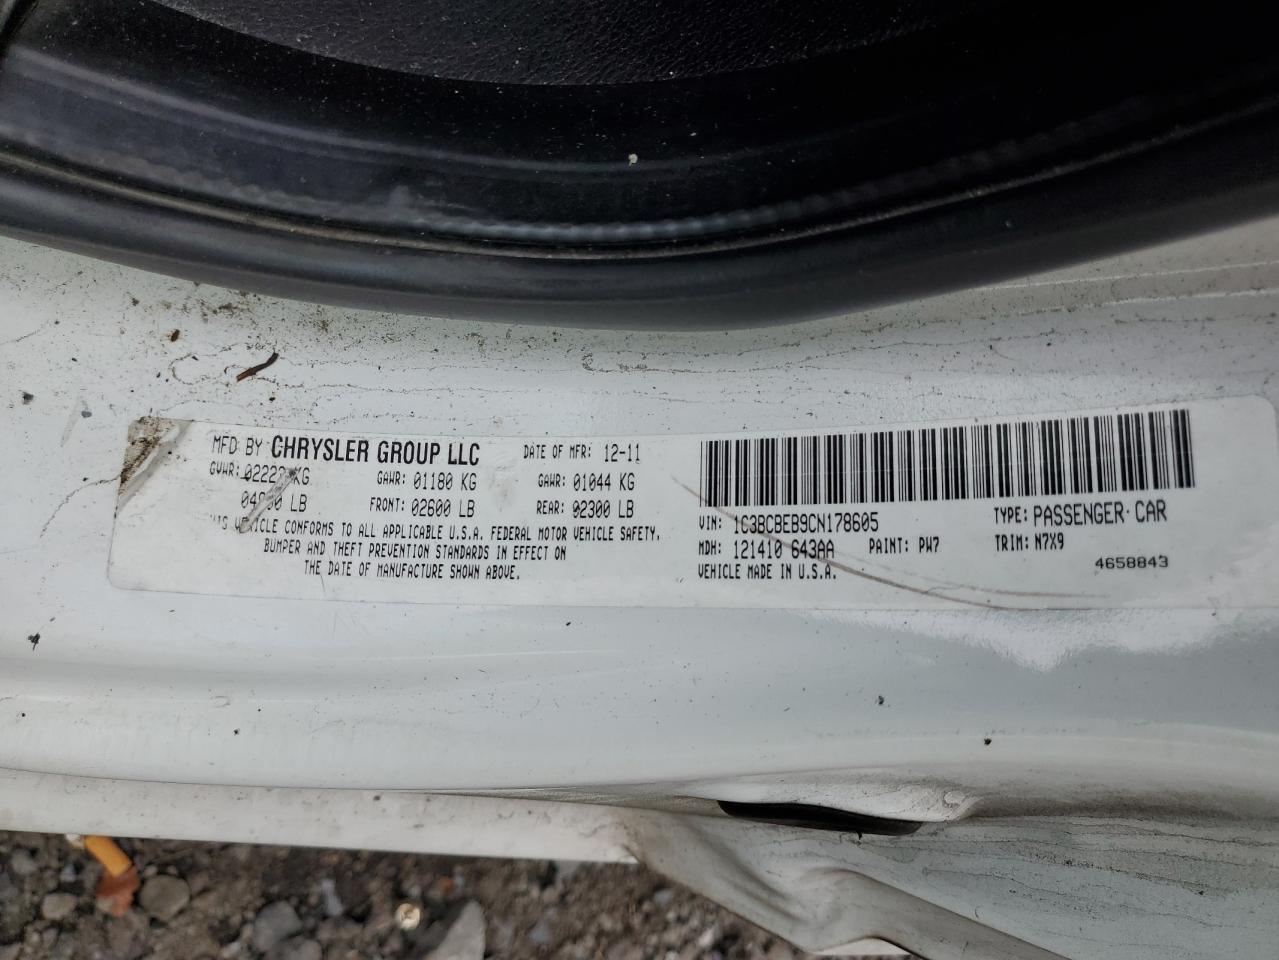 MFD BY CHRYSLER GROUP LLC DATE OF MFR: 12-11
GVWR: KG GAWR: 01180 KG GAWR: 01044 KG
LB FRONT: 02600 LB REAR: 02300 LB
VEHICLE CONFORMS TO ALL APPLICABLE U.S.A. FEDERAL MOTOR VEHICLE SAFETY,
BUMPER AND THEFT PREVENTION STANDARDS IN EFFECT ON
THE DATE OF MANUFACTURE SHOWN ABOVE.
VIN: 1C3BCBEB9CN178605 TYPE: PASSENGER CAR
MDH: 121410 643AA PAINT: PW7 TRIM: N7X9
VEHICLE MADE IN U.S.A. 4658843